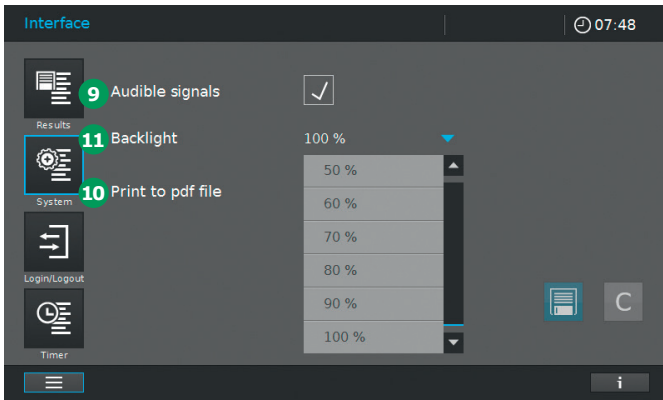 Interface
07:48
9 Audible signals
Results
11 Backlight 100 %
50 %
System
10 Print to pdf file
60 %
70 %
Login/Logout
80 %
90 %
C
Timer
100 %
i